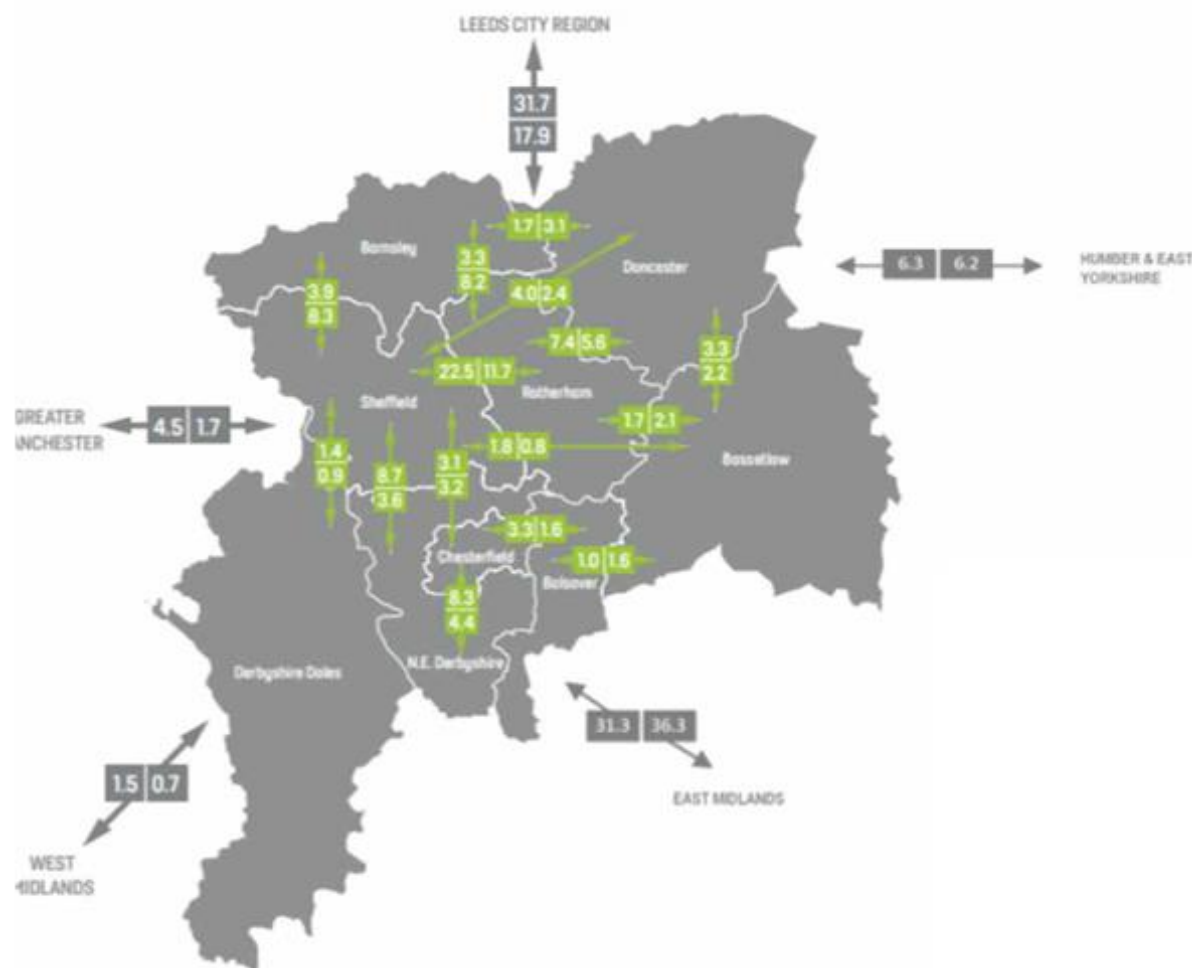 LEEDS CITY REGION
31.7
17.9
1.7 3.1
Barnsley
Doncaster
3.3
8.2
HUMBER & EAST
YORKSHIRE
6.3 6.2
3.9
8.3
4.0 2.4
7.4 5.6
3.3
2.2
22.5 11.7
Rotherham
Sheffield
GREATER
ANCHESTER
4.5 1.7
1.7 2.1
1.4
0.9
8.7
3.6
3.1
3.2
1.8 0.8
Bassetlaw
3.3 1.6
Chesterfield
1.0 1.6
Bolsover
8.3
4.4
N.E. Derbyshire
Derbyshire Dales
31.3 36.3
1.5 0.7
EAST MIDLANDS
WEST
MIDLANDS